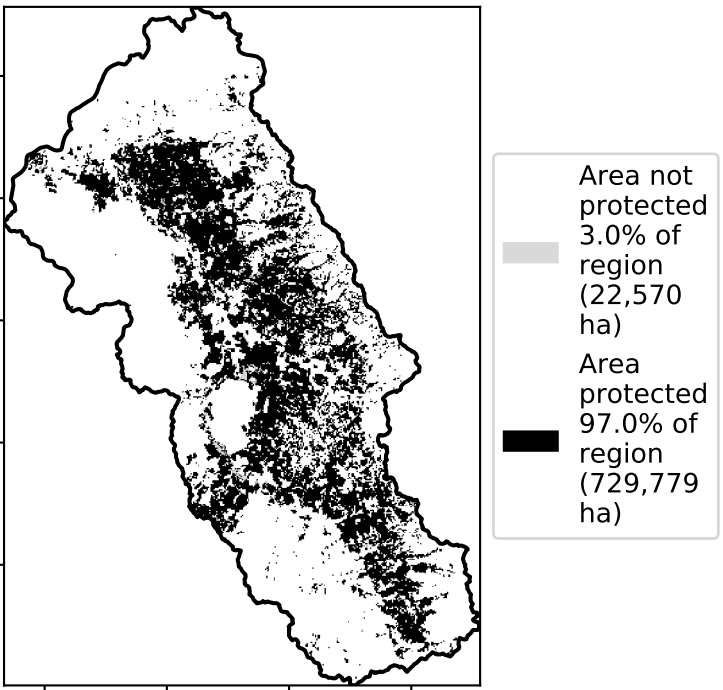 Area not
protected
3.0% of
region
(22,570
ha)
Area
protected
97.0% of
region
(729,779
ha)